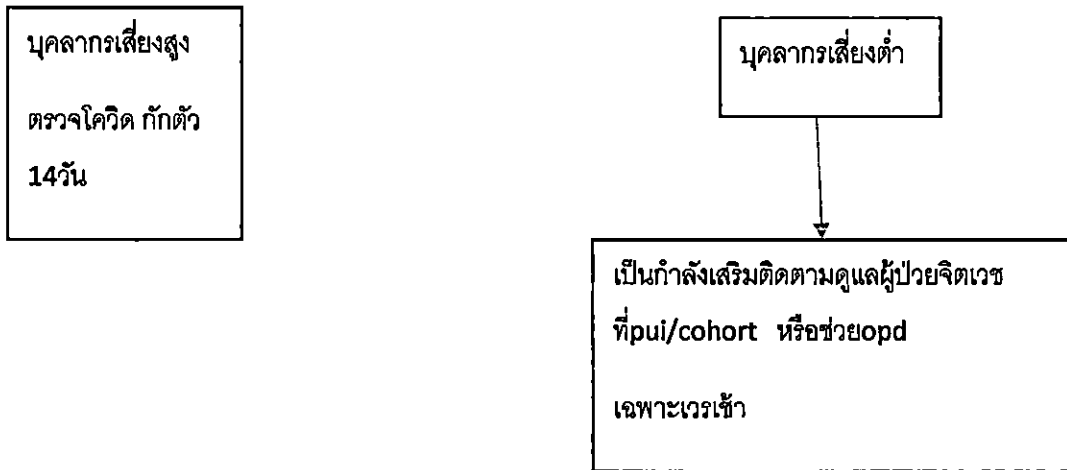 บุคลากรเสี่ยงสูง
ตรวจโควิด กักตัว
14วัน
บุคลากรเสี่ยงต่ำ
เป็นกำลังเสริมติดตามดูแลผู้ป่วยจิตเวช
ที่pui/cohort หรือช่วยopd
เฉพาะเวรเช้า